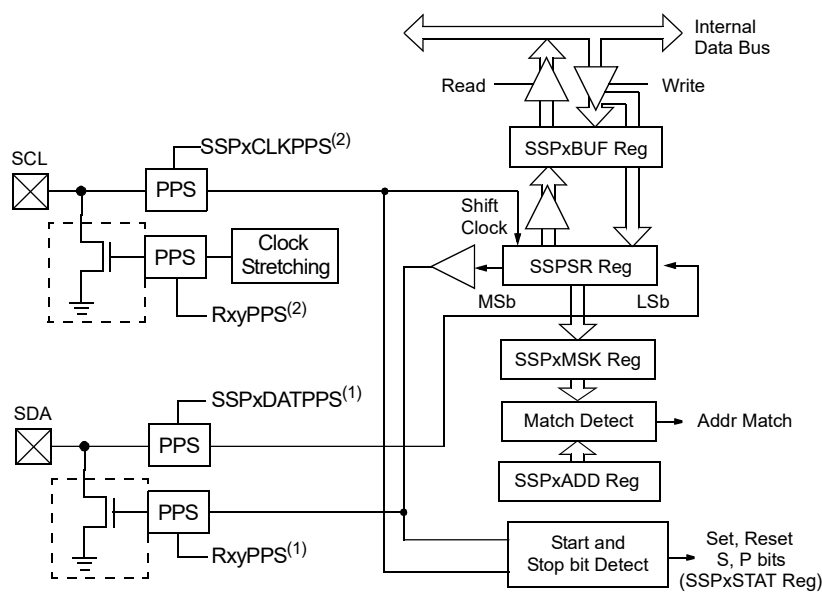 Internal
Data Bus
Read
Write
SSPxCLKPPS(2)
SSPxBUF Reg
SCL
PPS
Shift
Clock
PPS
Clock
Stretching
SSPSR Reg
MSb
LSb
RxyPPS(2)
SSPxMSK Reg
SSPxDATPPS(1)
SDA
Match Detect
Addr Match
PPS
SSPxADD Reg
PPS
Start and
Stop bit Detect
Set, Reset
S, P bits
(SSPxSTAT Reg)
RxyPPS(1)